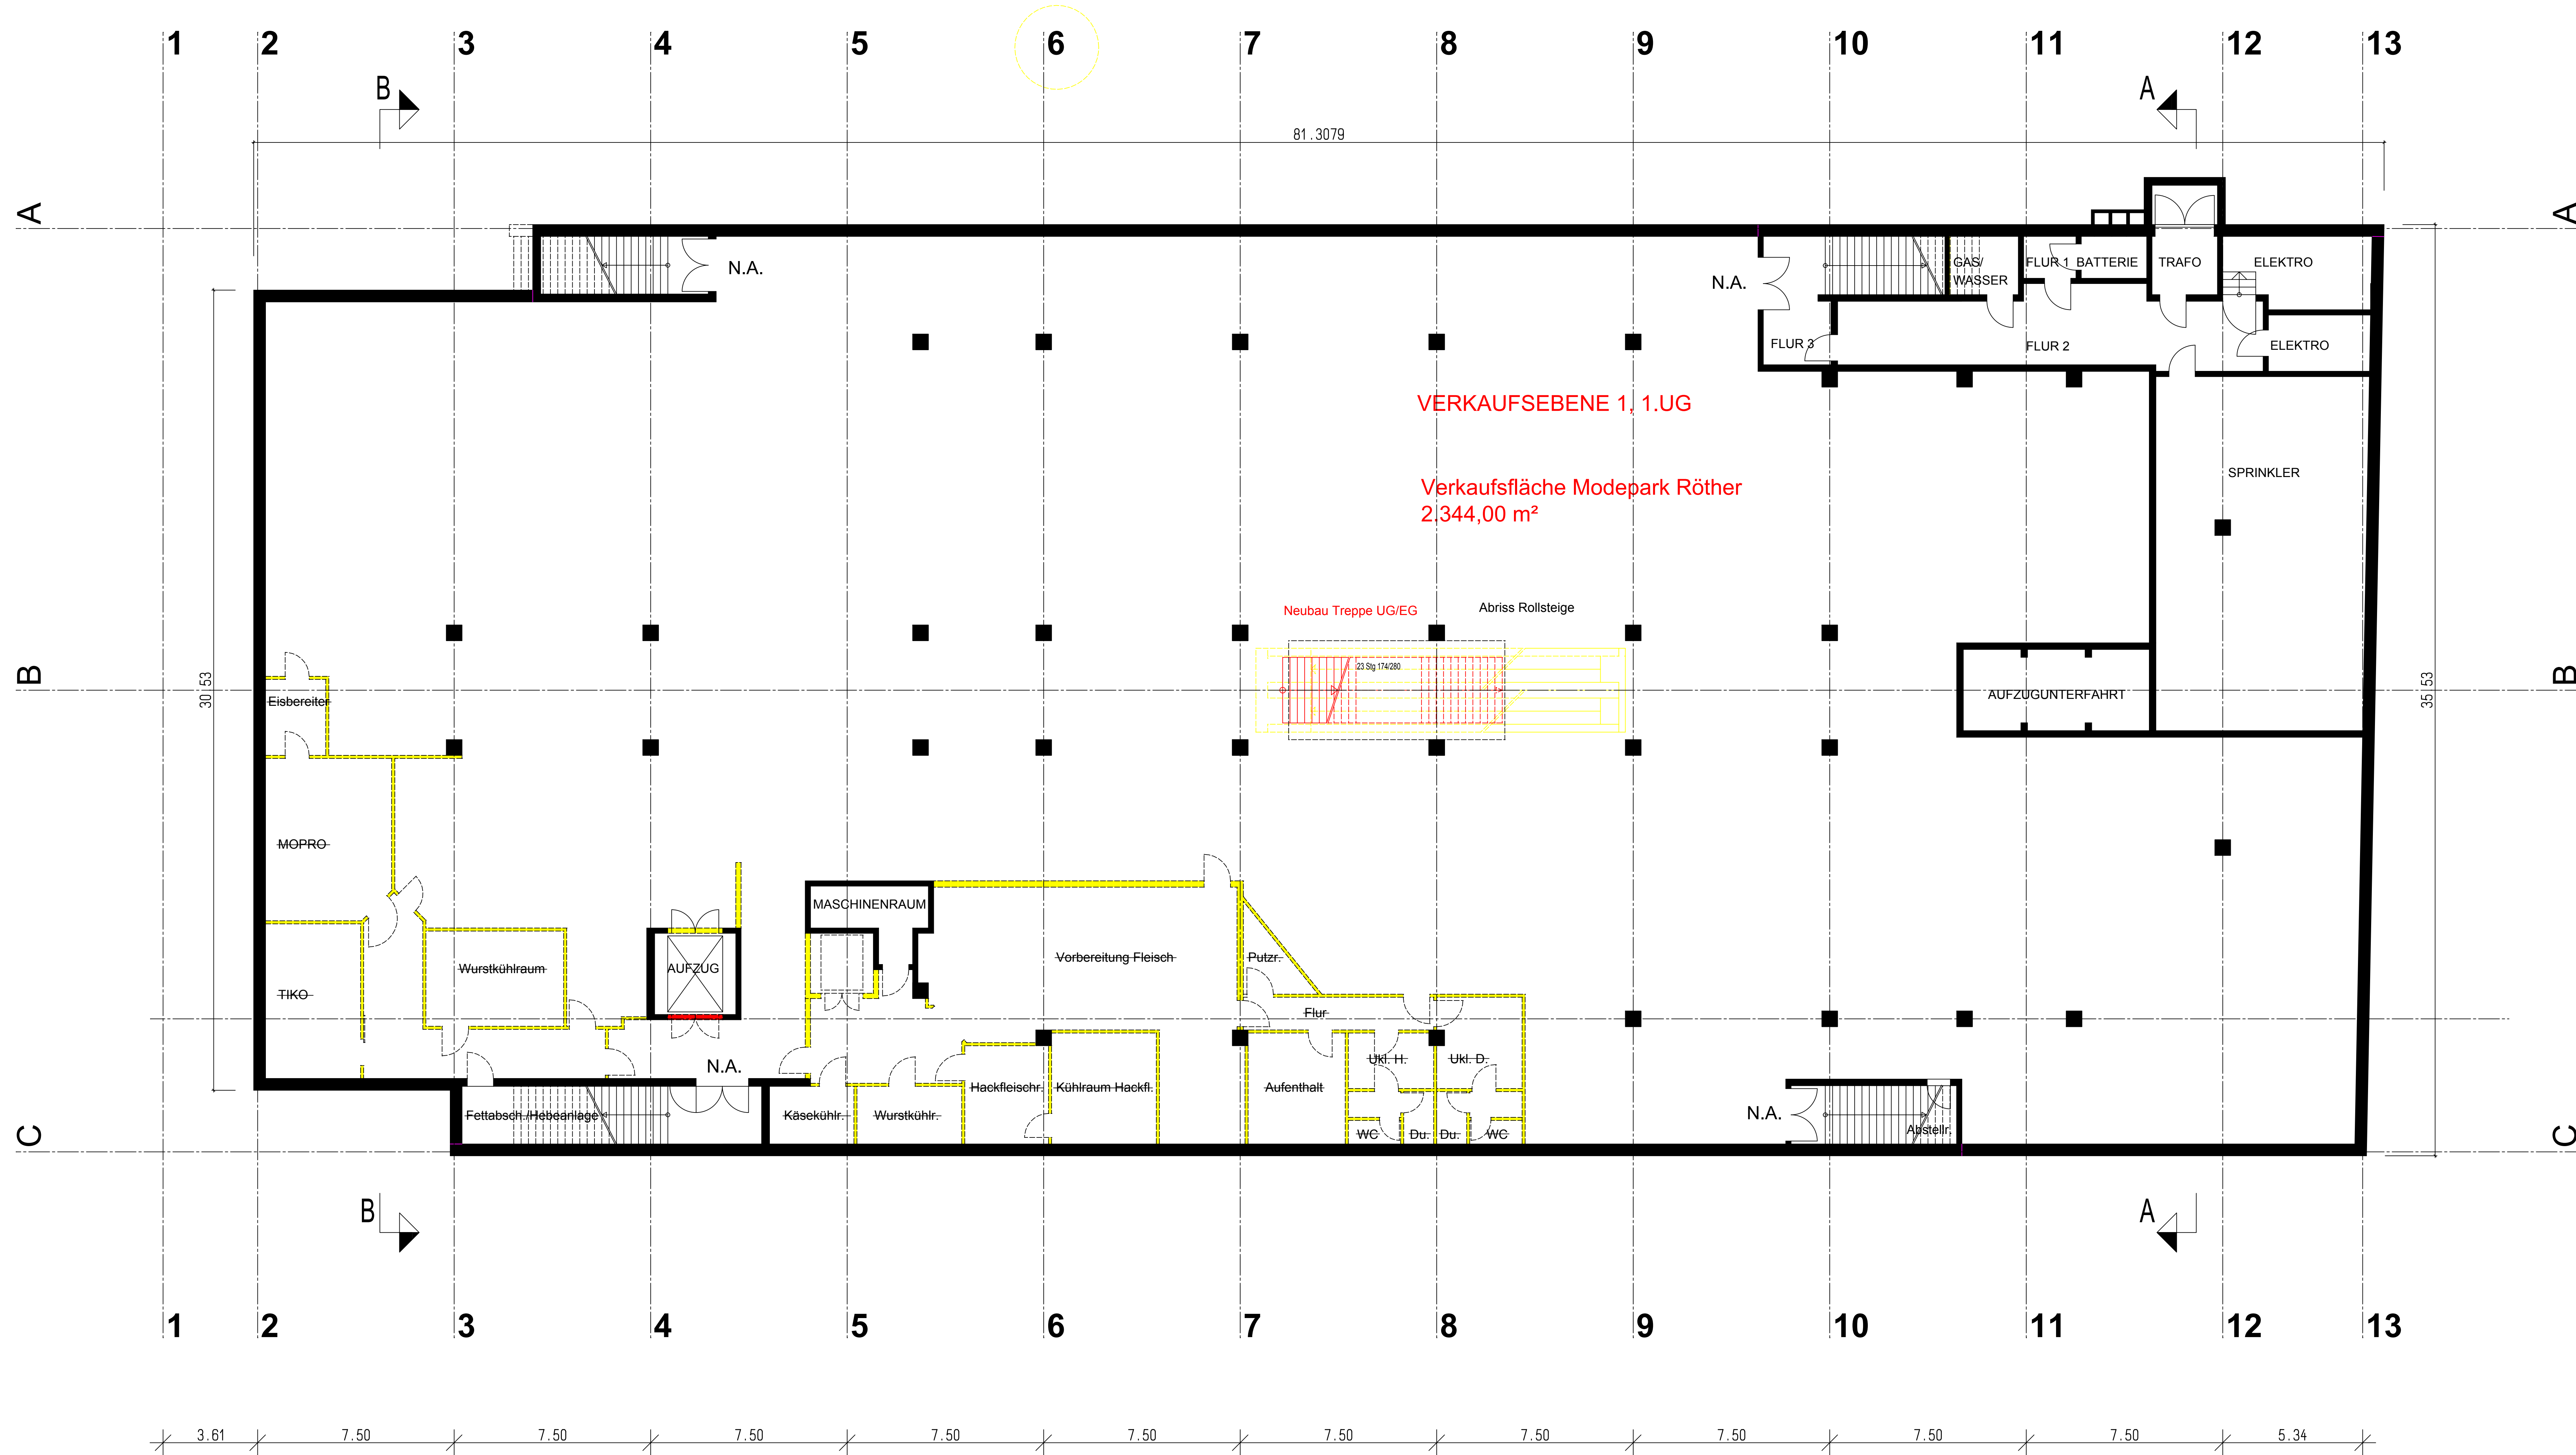 1 2 3 4 5 6 7 8 9 10 11 12 13
B A
81.3079
A A
N.A.
N.A.
GAS/
WASSER
FLUR 1
BATTERIE
TRAFO
ELEKTRO
FLUR 3
FLUR 2
ELEKTRO
VERKAUFSEBENE 1, 1.UG
SPRINKLER
Verkaufsfläche Modepark Röther
2.344,00 m²
Neubau Treppe UG/EG
Abriss Rollsteige
23 Stg 174/280
B B
30.53
35.53
Eisbereiter
AUFZUGUNTERFAHRT
MOPRO
MASCHINENRAUM
Vorbereitung Fleisch
Putzr.
Wurstkühlraum
AUFZUG
TIKO
Flur
N.A.
Ukl. H.
Ukl. D.
Hackfleischr.
Kühlraum Hackfl.
Aufenthalt
Fettabsch./Hebeanlage
Käsekühlr.
Wurstkühlr.
N.A.
Abstellr.
WC
Du.
Du.
WC
C C
B A
1 2 3 4 5 6 7 8 9 10 11 12 13
3.61 7.50 7.50 7.50 7.50 7.50 7.50 7.50 7.50 7.50 7.50 5.34